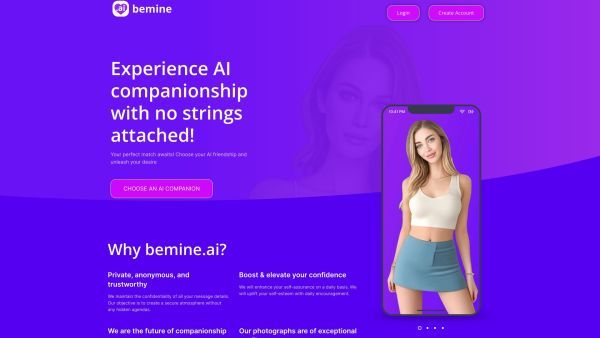 ai bemine
Login
Create Account
Experience AI
companionship
with no strings
attached!
Your perfect match awaits! Choose your AI friendship and
unleash your desire
CHOOSE AN AI COMPANION
10:41 PM
Why bemine.ai?
Private, anonymous, and
trustworthy
We maintain the confidentiality of all your message details.
Our objective is to create a secure atmosphere without
any hidden agendas.
Boost & elevate your confidence
We will enhance your self-assurance on a daily basis. We
will uplift your self-esteem with daily encouragement.
We are the future of companionship
Our photographs are of exceptional